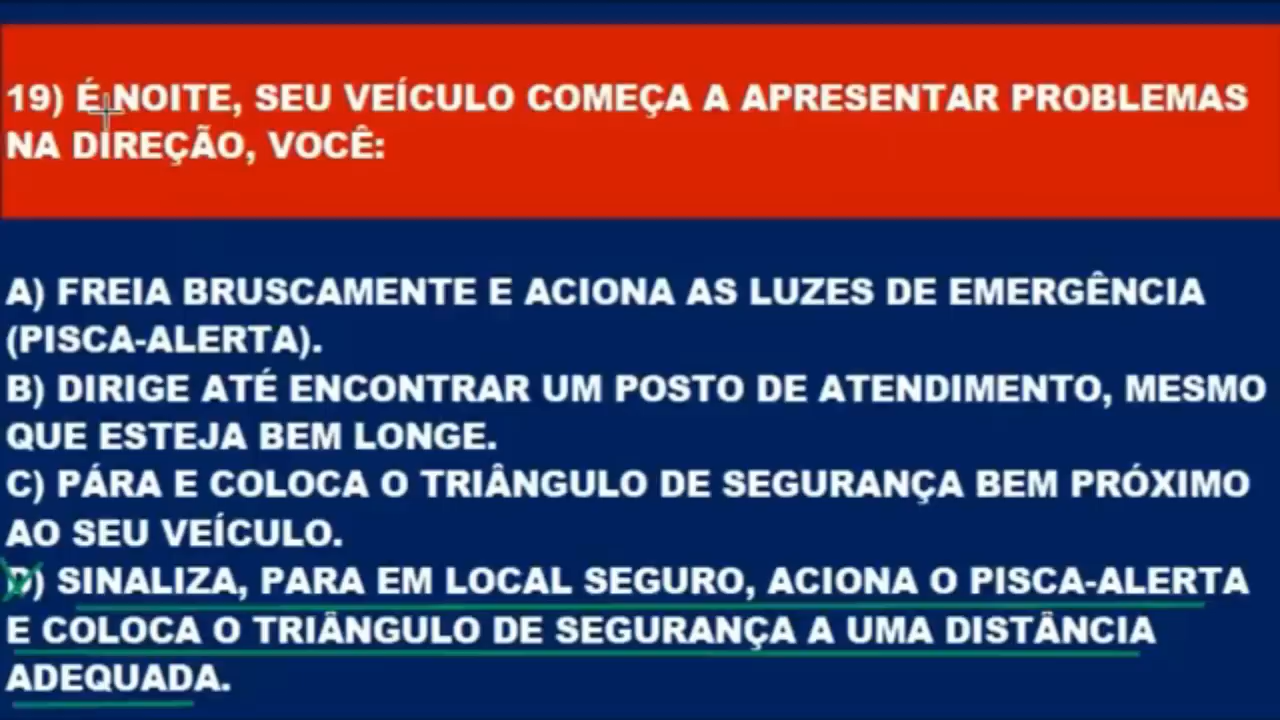 19) É NOITE, SEU VEÍCULO COMEÇA A APRESENTAR PROBLEMAS
NA DIREÇÃO, VOCÊ:
A) FREIA BRUSCAMENTE E ACIONA AS LUZES DE EMERGÊNCIA
(PISCA-ALERTA).
B) DIRIGE ATÉ ENCONTRAR UM POSTO DE ATENDIMENTO, MESMO
QUE ESTEJA BEM LONGE.
C) PÁRA E COLOCA O TRIÂNGULO DE SEGURANÇA BEM PRÓXIMO
AO SEU VEÍCULO.
D) SINALIZA, PARA EM LOCAL SEGURO, ACIONA O PISCA-ALERTA
E COLOCA O TRIÂNGULO DE SEGURANÇA A UMA DISTÂNCIA
ADEQUADA.